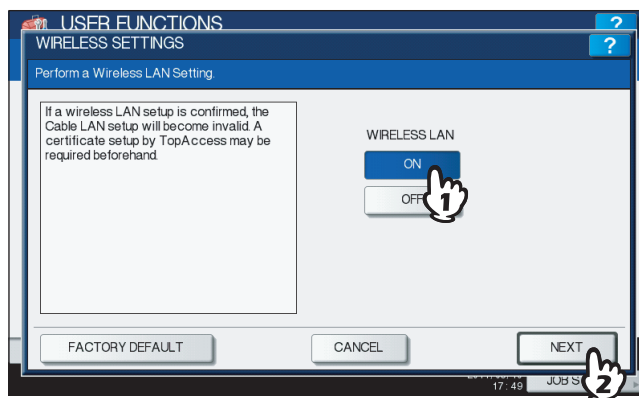 USER FUNCTIONS
?
WIRELESS SETTINGS
?
Perform a Wireless LAN Setting.
If a wireless LAN setup is confirmed, the
Cable LAN setup will become invalid. A
certificate setup by TopAccess may be
required beforehand.
WIRELESS LAN
ON
OFF
1
FACTORY DEFAULT
CANCEL
NEXT
17:49
JOB S
2